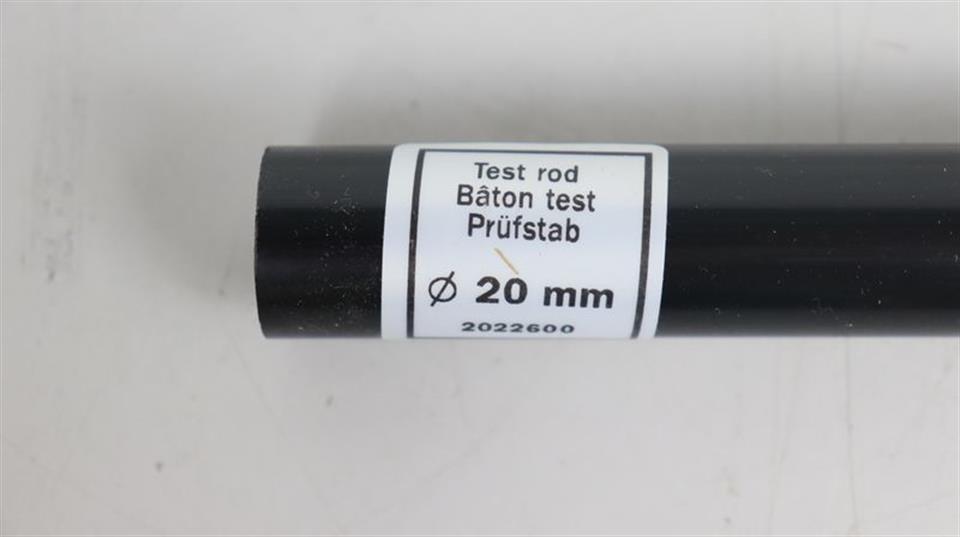 Test rod
Bâton test
Prüfstab
Ø 20 mm
2022600